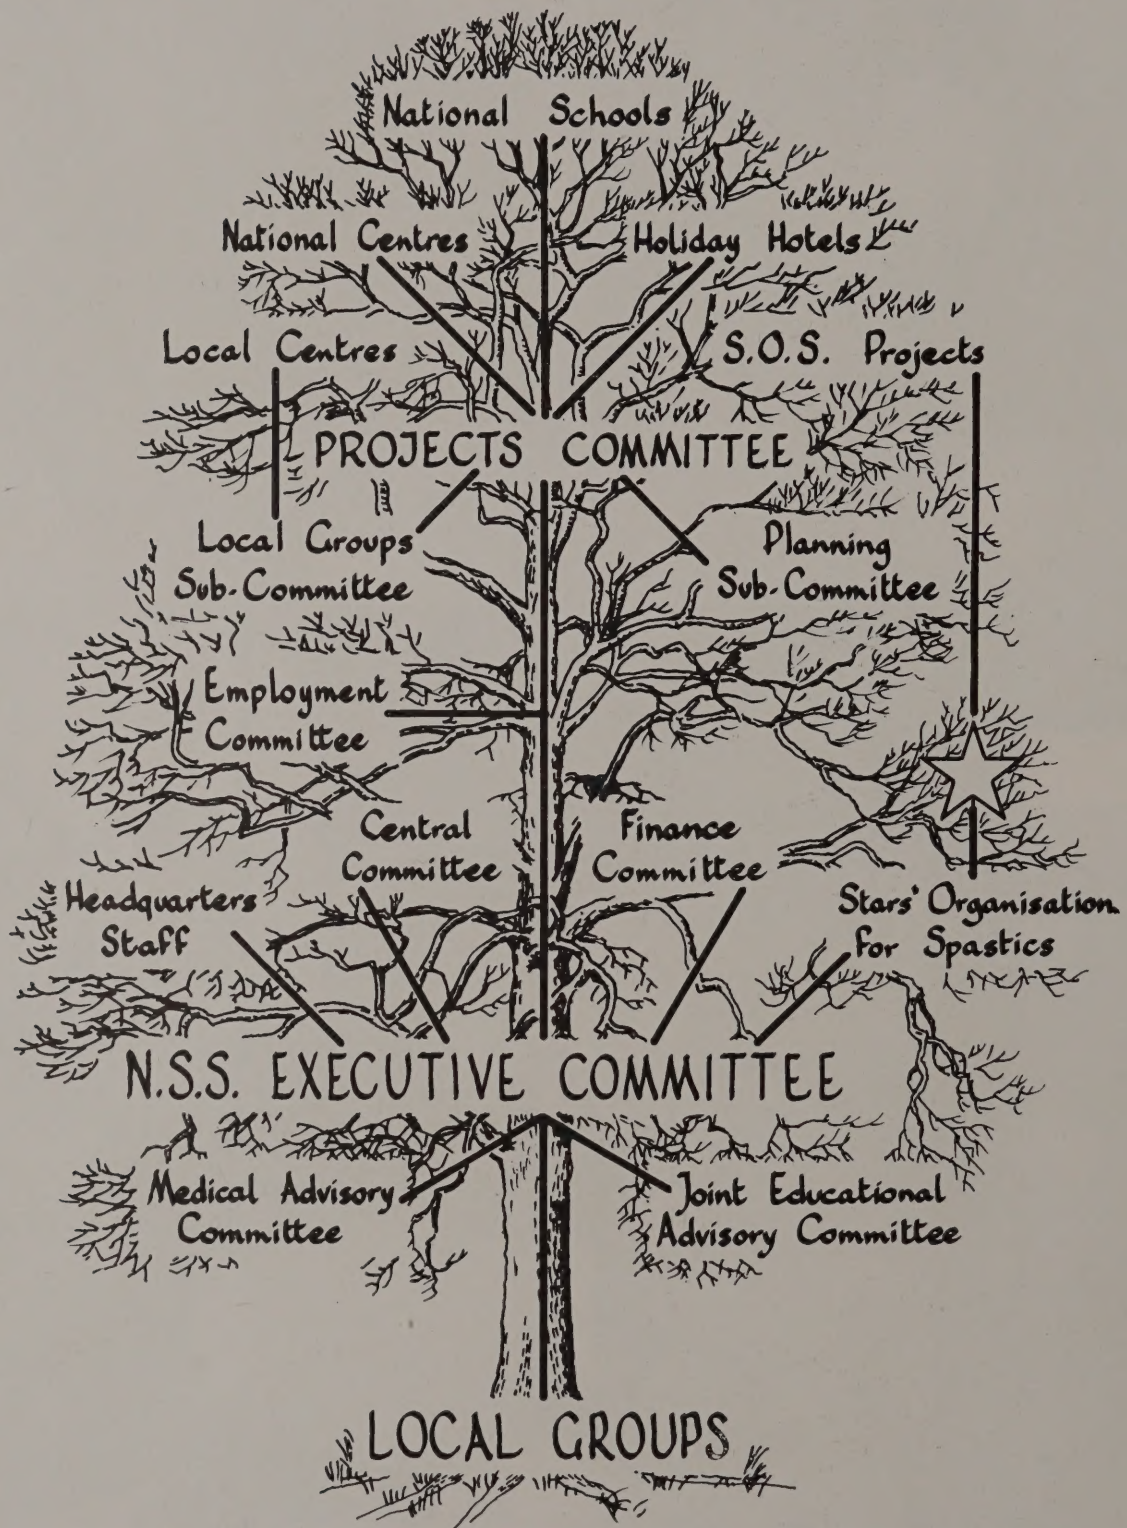 National Schools
National Centres
Holiday Hotels
Local Centres
S.O.S. Projects
PROJECTS COMMITTEE
Local Groups
Sub-Committee
Planning
Sub-Committee
Employment
Committee
Central
Committee
Finance
Committee
Headquarters
Staff
Stars' Organisation
for Spastics
N.S.S. EXECUTIVE COMMITTEE
Medical Advisory
Committee
Joint Educational
Advisory Committee
LOCAL GROUPS